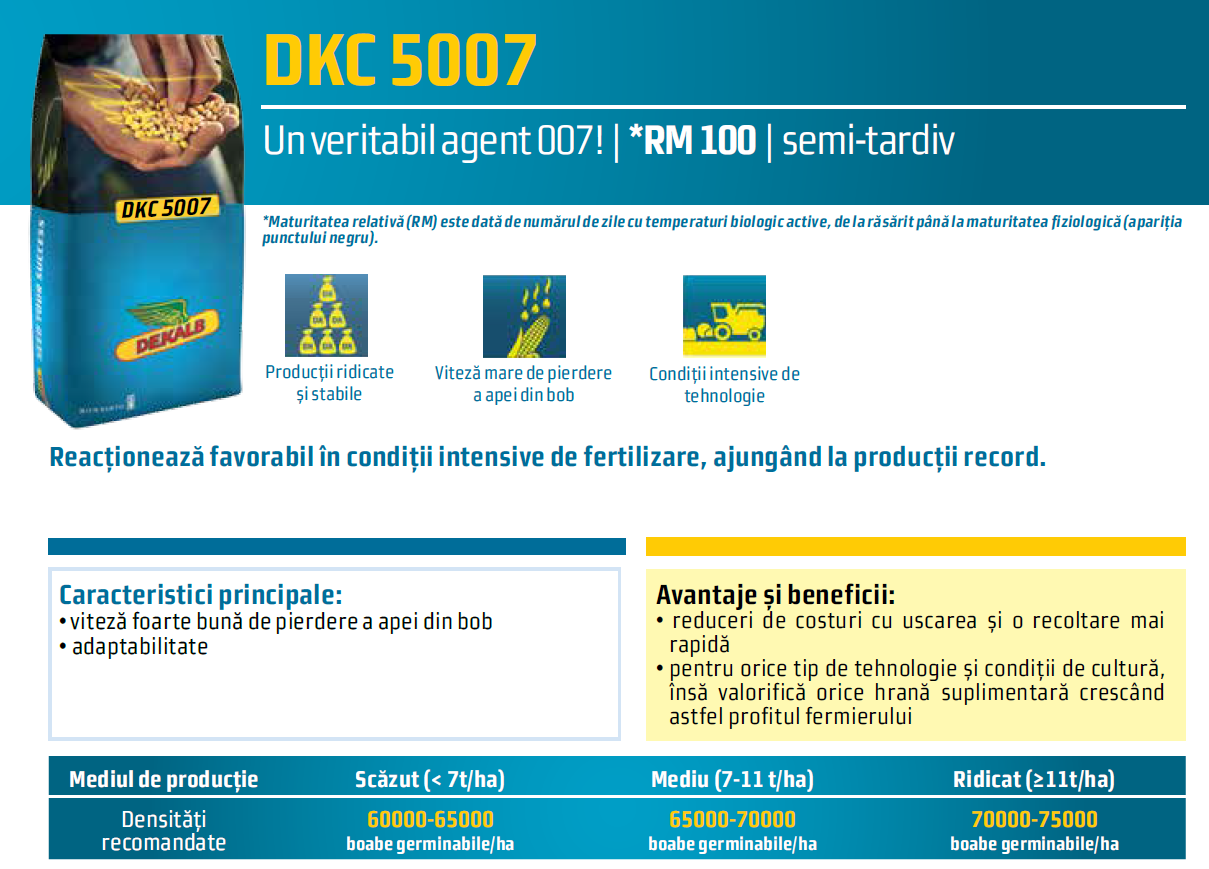 DKC 5007
Un veritabil agent 007! | *RM 100 | semi-tardiv
DKC 5007
SEED YOUR SUCCESS
DEKALB
MONSANTO
*Maturitatea relativă (RM) este dată de numărul de zile cu temperaturi biologic active, de la răsărit până la maturitatea fiziologică (apariția
punctului negru).
Producții ridicate
și stabile
Viteză mare de pierdere
a apei din bob
Condiții intensive de
tehnologie
Reacționează favorabil în condiții intensive de fertilizare, ajungând la producții record.
Caracteristici principale:
• viteză foarte bună de pierdere a apei din bob
• adaptabilitate
Avantaje și beneficii:
• reduceri de costuri cu uscarea și o recoltare mai
rapidă
• pentru orice tip de tehnologie și condiții de cultură,
însă valorifică orice hrană suplimentară crescând
astfel profitul fermierului
Mediul de producție Scăzut (< 7t/ha) Mediu (7-11 t/ha) Ridicat (≥11t/ha)
Densități 60000-65000 65000-70000 70000-75000
recomandate boabe germinabile/ha boabe germinabile/ha boabe germinabile/ha